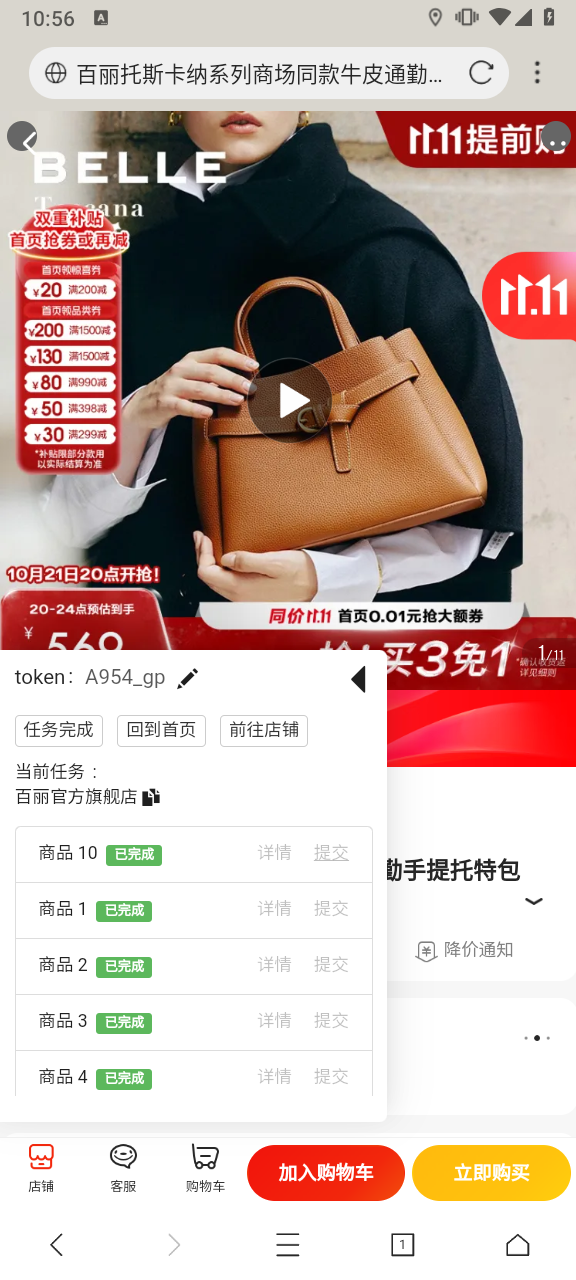 10:56
A
百丽托斯卡纳系列商场同款牛皮通勤...
11.11提前购
BELLE
双重补贴
首页抢券或再减
首页领惊喜券
¥20 满200减
首页领品类券
¥200 满1500减
¥130 满1500减
¥80 满990减
¥50 满398减
¥30 满299减
*补贴限部分款用
以实际结算为准
11.11
10月21日20点开抢!
20-24点预估到手
¥
同价11.11 首页0.01元抢大额券
抢!买3免1
1/11
详见细则
token: A954_gp
任务完成
回到首页
前往店铺
当前任务 :
百丽官方旗舰店
商品 10 已完成 详情 提交
勤手提托特包
商品 1 已完成 详情 提交
降价通知
商品 2 已完成 详情 提交
商品 3 已完成 详情 提交
商品 4 已完成 详情 提交
店铺
客服
购物车
加入购物车
立即购买
1